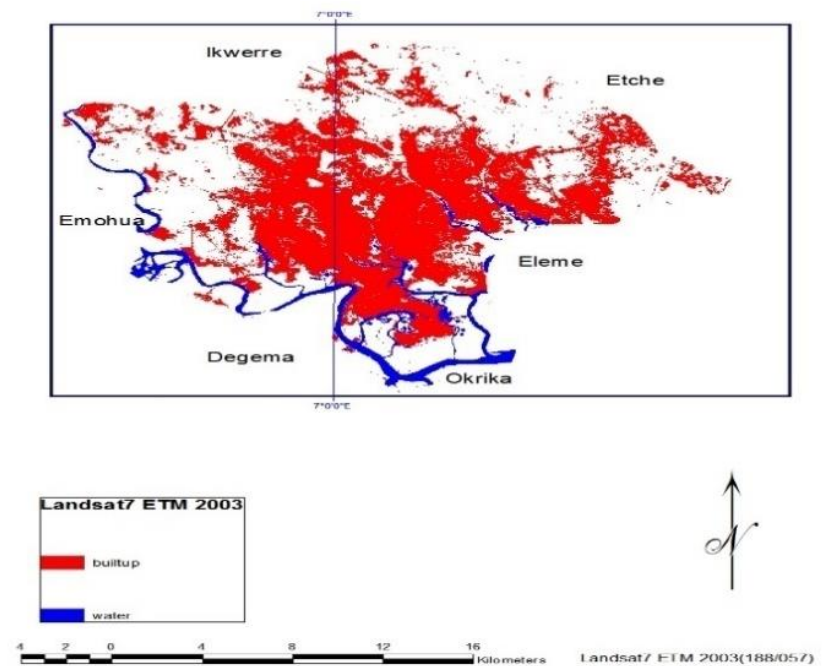 7°0'0"E
Ikwerre
Etche
Emohua
Eleme
Degema
Okrika
7°0'0"E
Landsat7 ETM 2003
builtup
water
4 2 0 4 8 12 16
Kilometers
Landsat7 ETM 2003(188/057)
N